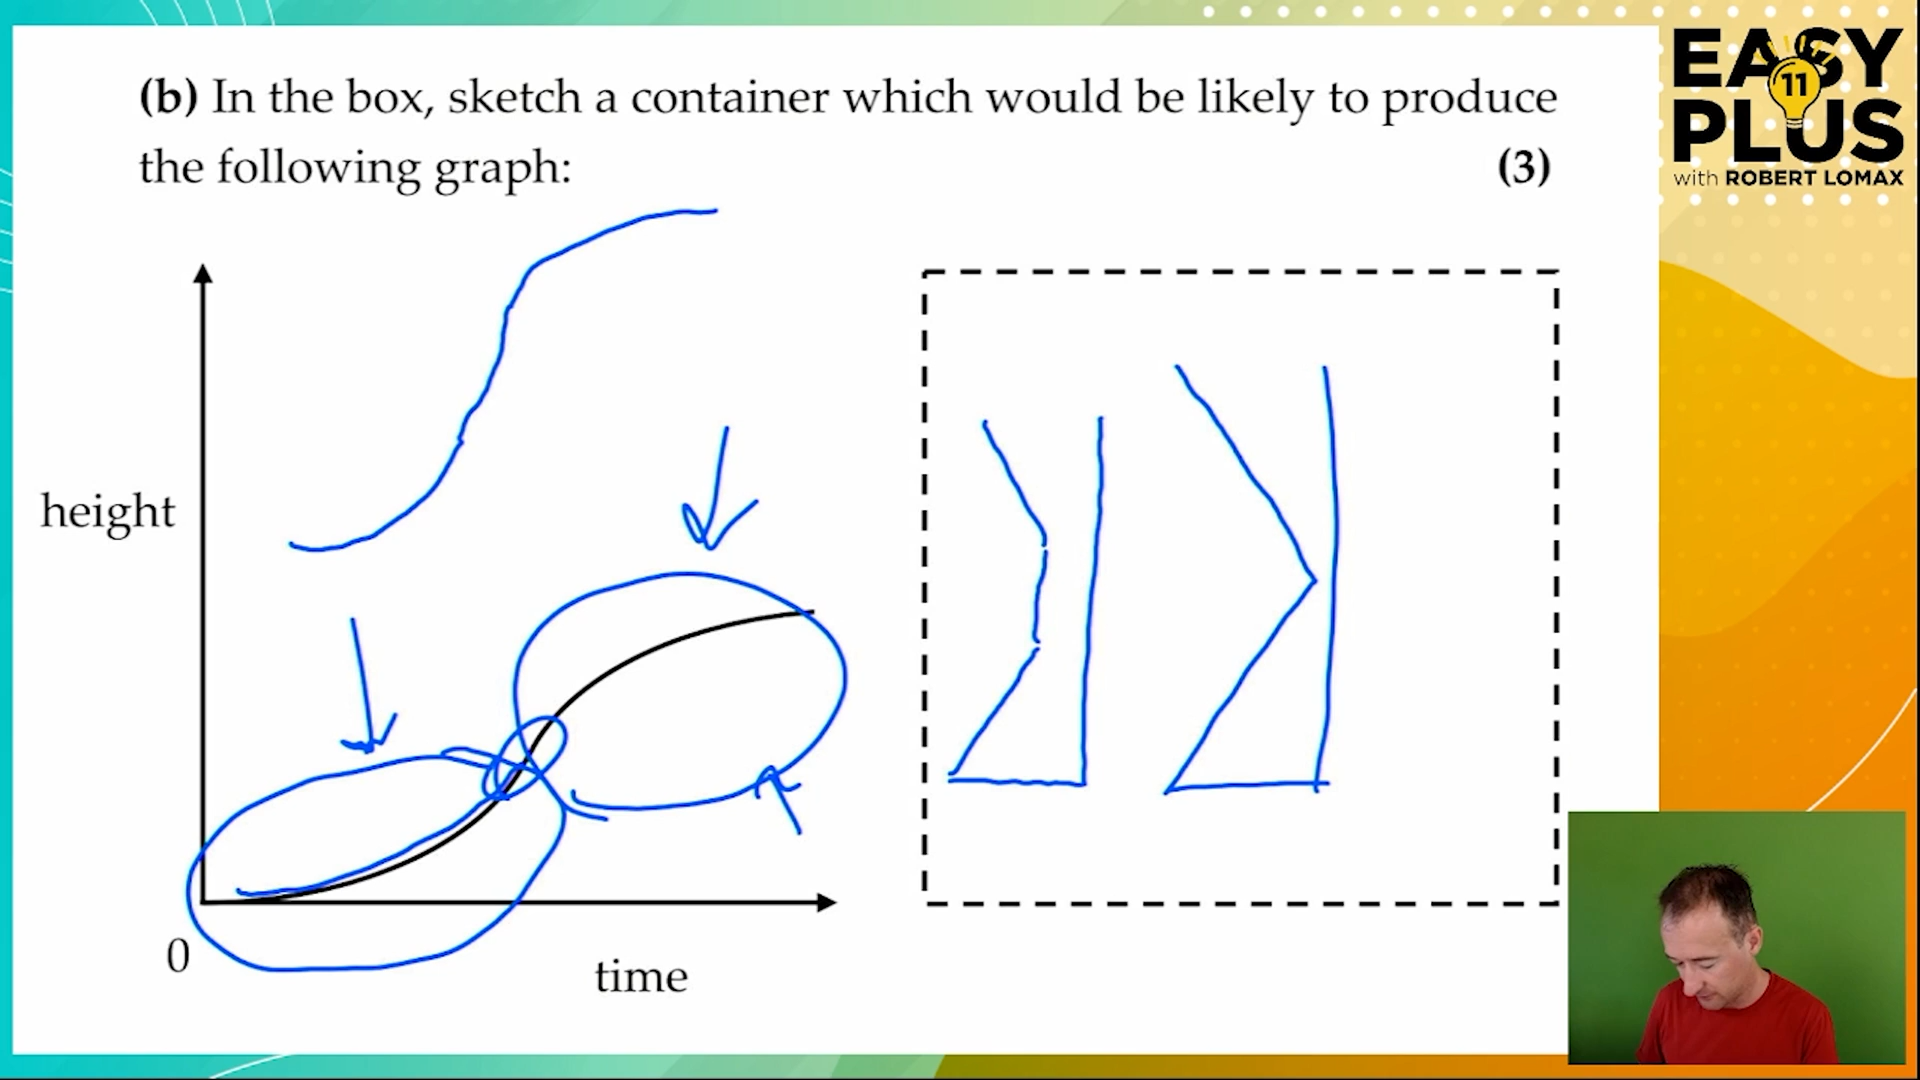 (b) In the box, sketch a container which would be likely to produce
the following graph: (3)
height
0
time
EASY
11
PLUS
with ROBERT LOMAX